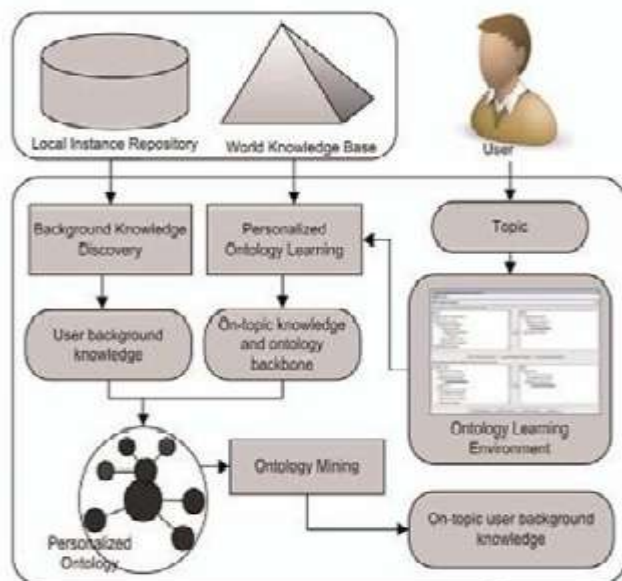 Local Instance Repository
World Knowledge Base
User
Background Knowledge
Discovery
Personalized
Ontology Learning
Topic
User background
knowledge
On-topic knowledge
and ontology
backbone
Ontology Learning
Environment
Ontology Mining
Personalized
Ontology
On-topic user background
knowledge